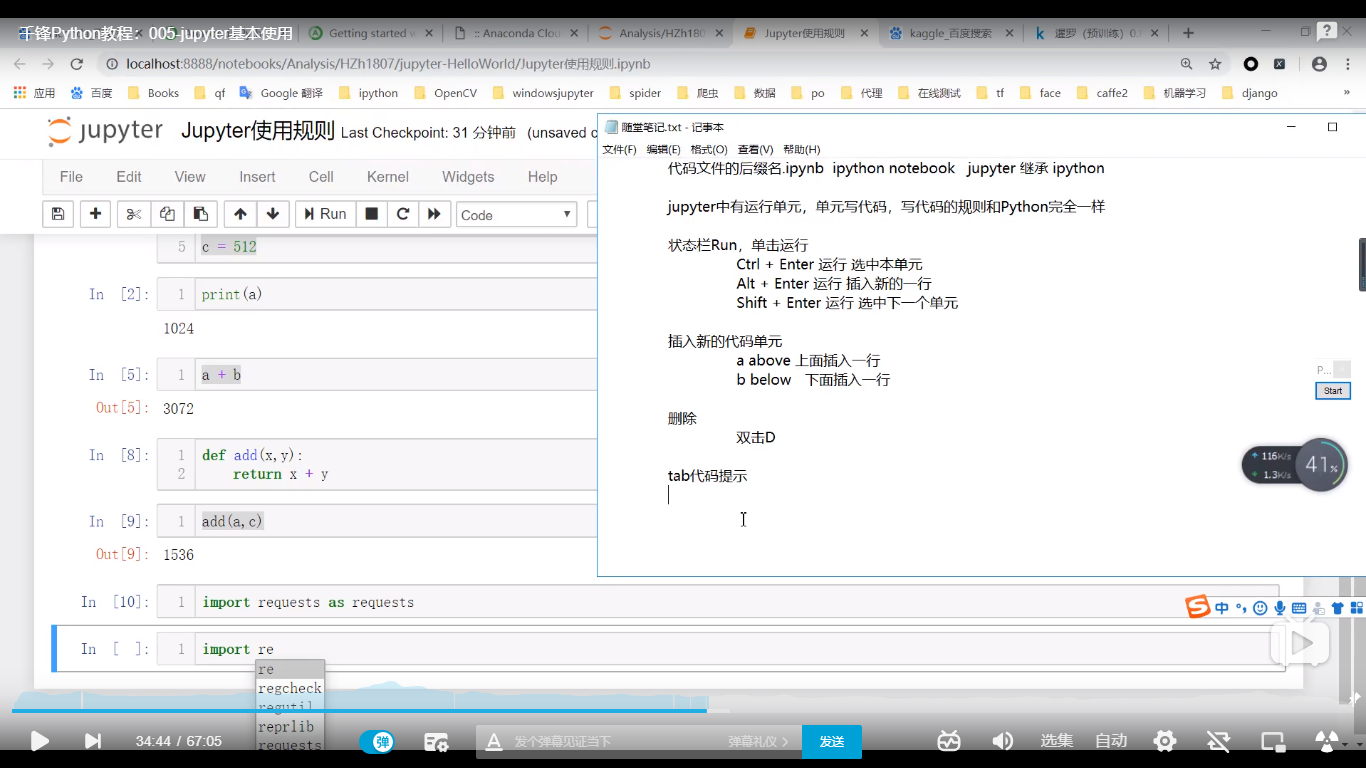 千锋Python教程：005-jupyter基本使用
Getting started w
:: Anaconda Clou
Analysis/HZh1807
Jupyter使用规则
kaggle_百度搜索
暹罗（预训练）0.
localhost:8888/notebooks/Analysis/HZh1807/jupyter-HelloWorld/Jupyter使用规则.ipynb
应用 百度 Books qf Google 翻译 ipython OpenCV windowsjupyter spider 爬虫 数据 po 代理 在线测试 tf face caffe2 机器学习 django »
jupyter Jupyter使用规则 Last Checkpoint: 31 分钟前 (unsaved c
File Edit View Insert Cell Kernel Widgets Help
Run Code
5 c = 512
In [2]: 1 print(a)
1024
In [5]: 1 a + b
Out[5]: 3072
In [8]: 1 def add(x,y):
2 return x + y
In [9]: 1 add(a,c)
Out[9]: 1536
In [10]: 1 import requests as requests
In [ ]: 1 import re
re
regcheck
regutil
reprlib
requests
随堂笔记.txt - 记事本
文件(F) 编辑(E) 格式(O) 查看(V) 帮助(H)
代码文件的后缀名.ipynb ipython notebook jupyter 继承 ipython
jupyter中有运行单元，单元写代码，写代码的规则和Python完全一样
状态栏Run，单击运行
Ctrl + Enter 运行 选中本单元
Alt + Enter 运行 插入新的一行
Shift + Enter 运行 选中下一个单元
插入新的代码单元
a above 上面插入一行
b below 下面插入一行
删除
双击D
tab代码提示
P...
Start
116K/s
1.3K/s
41%
中
34:44 / 67:05
弹
发个弹幕见证当下
弹幕礼仪 >
发送
选集
自动